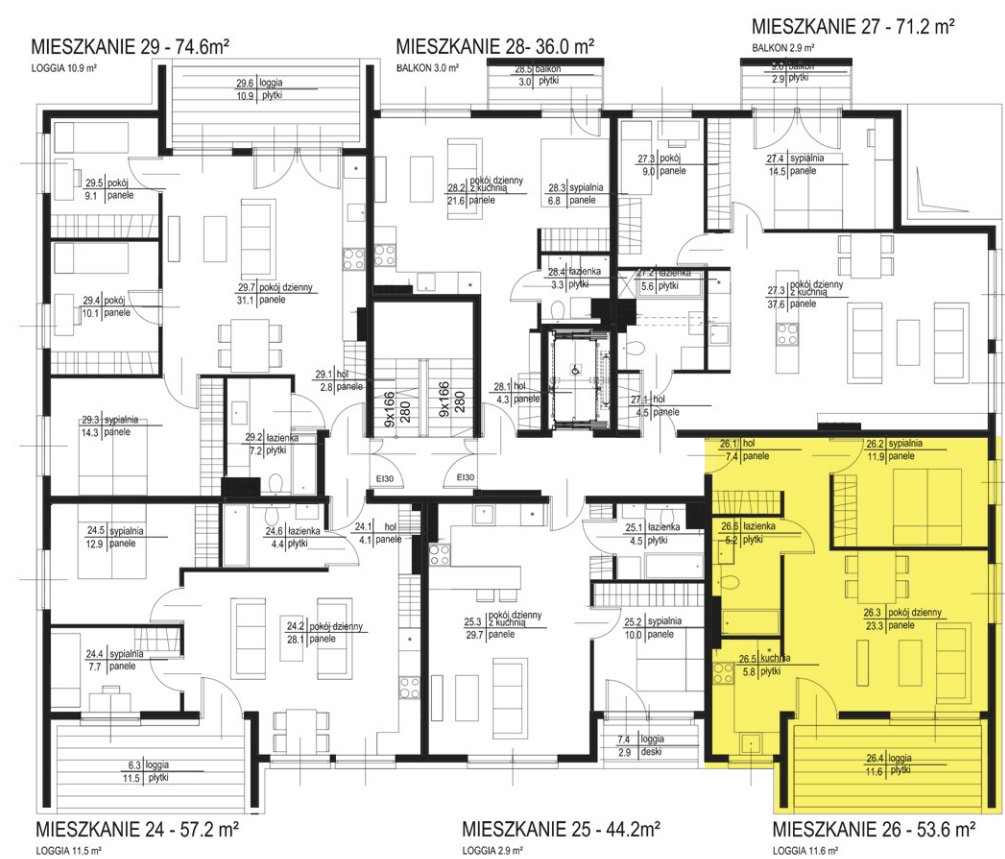 MIESZKANIE 29 - 74.6m²
LOGGIA 10.9 m²
MIESZKANIE 28- 36.0 m²
BALKON 3.0 m²
MIESZKANIE 27 - 71.2 m²
BALKON 2.9 m²
29.6 loggia
10.9 płytki
28.5 balkon
3.0 płytki
balkon
2.9 płytki
29.5 pokój
9.1 panele
28.2 pokój dzienny z kuchnią
21.6 panele
28.3 sypialnia
6.8 panele
27.3 pokój
9.0 panele
27.4 sypialnia
14.5 panele
29.4 pokój
10.1 panele
29.7 pokój dzienny
31.1 panele
28.4 łazienka
3.3 płytki
27.2 łazienka
5.6 płytki
27.3 pokój dzienny z kuchnią
37.6 panele
29.1 hol
2.8 panele
9x166
280
9x166
280
28.1 hol
4.3 panele
27.1 hol
4.5 panele
29.3 sypialnia
14.3 panele
29.2 łazienka
7.2 płytki
EI30
EI30
26.1 hol
7.4 panele
26.2 sypialnia
11.9 panele
24.5 sypialnia
12.9 panele
24.6 łazienka
4.4 płytki
24.1 hol
4.1 panele
25.1 łazienka
4.5 płytki
26.6 łazienka
5.2 płytki
24.4 sypialnia
7.7 panele
24.2 pokój dzienny
28.1 panele
25.3 pokój dzienny z kuchnią
29.7 panele
25.2 sypialnia
10.0 panele
26.3 pokój dzienny
23.3 panele
26.5 kuchnia
5.8 płytki
6.3 loggia
11.5 płytki
7.4 loggia
2.9 deski
26.4 loggia
11.6 płytki
MIESZKANIE 24 - 57.2 m²
LOGGIA 11.5 m²
MIESZKANIE 25 - 44.2m²
LOGGIA 2.9 m²
MIESZKANIE 26 - 53.6 m²
LOGGIA 11.6 m²